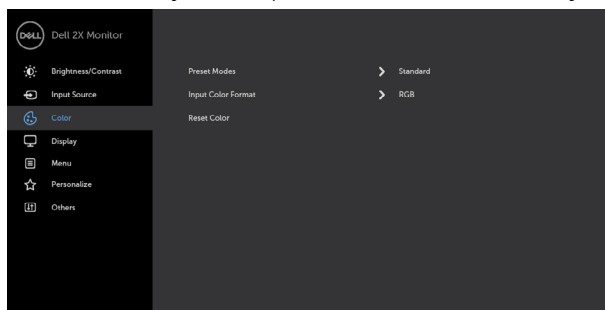 DELL Dell 2X Monitor
Brightness/Contrast Preset Modes Standard
Input Source Input Color Format RGB
Color Reset Color
Display
Menu
Personalize
Others